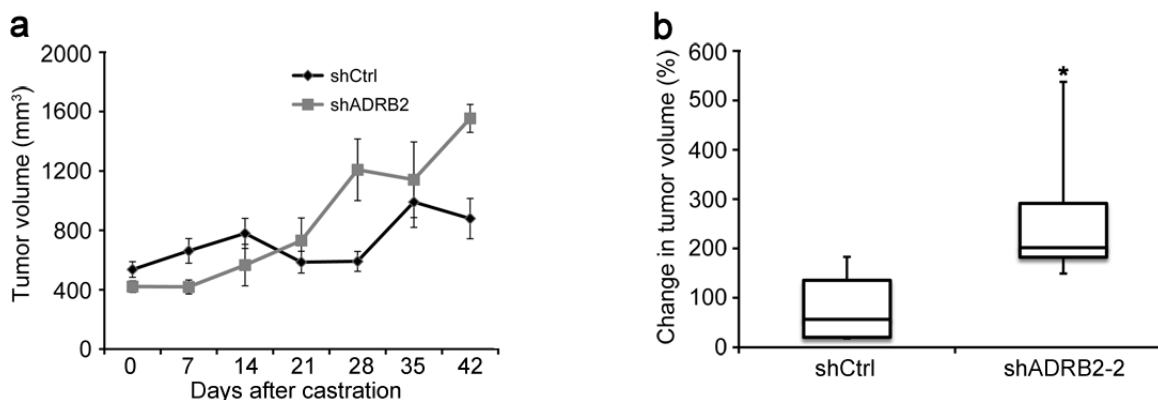 a
Tumor volume (mm³)
2000
1600
1200
800
400
0
shCtrl
shADRB2
0 7 14 21 28 35 42
Days after castration
b
Change in tumor volume (%)
600
500
400
300
200
100
0
*
shCtrl shADRB2-2